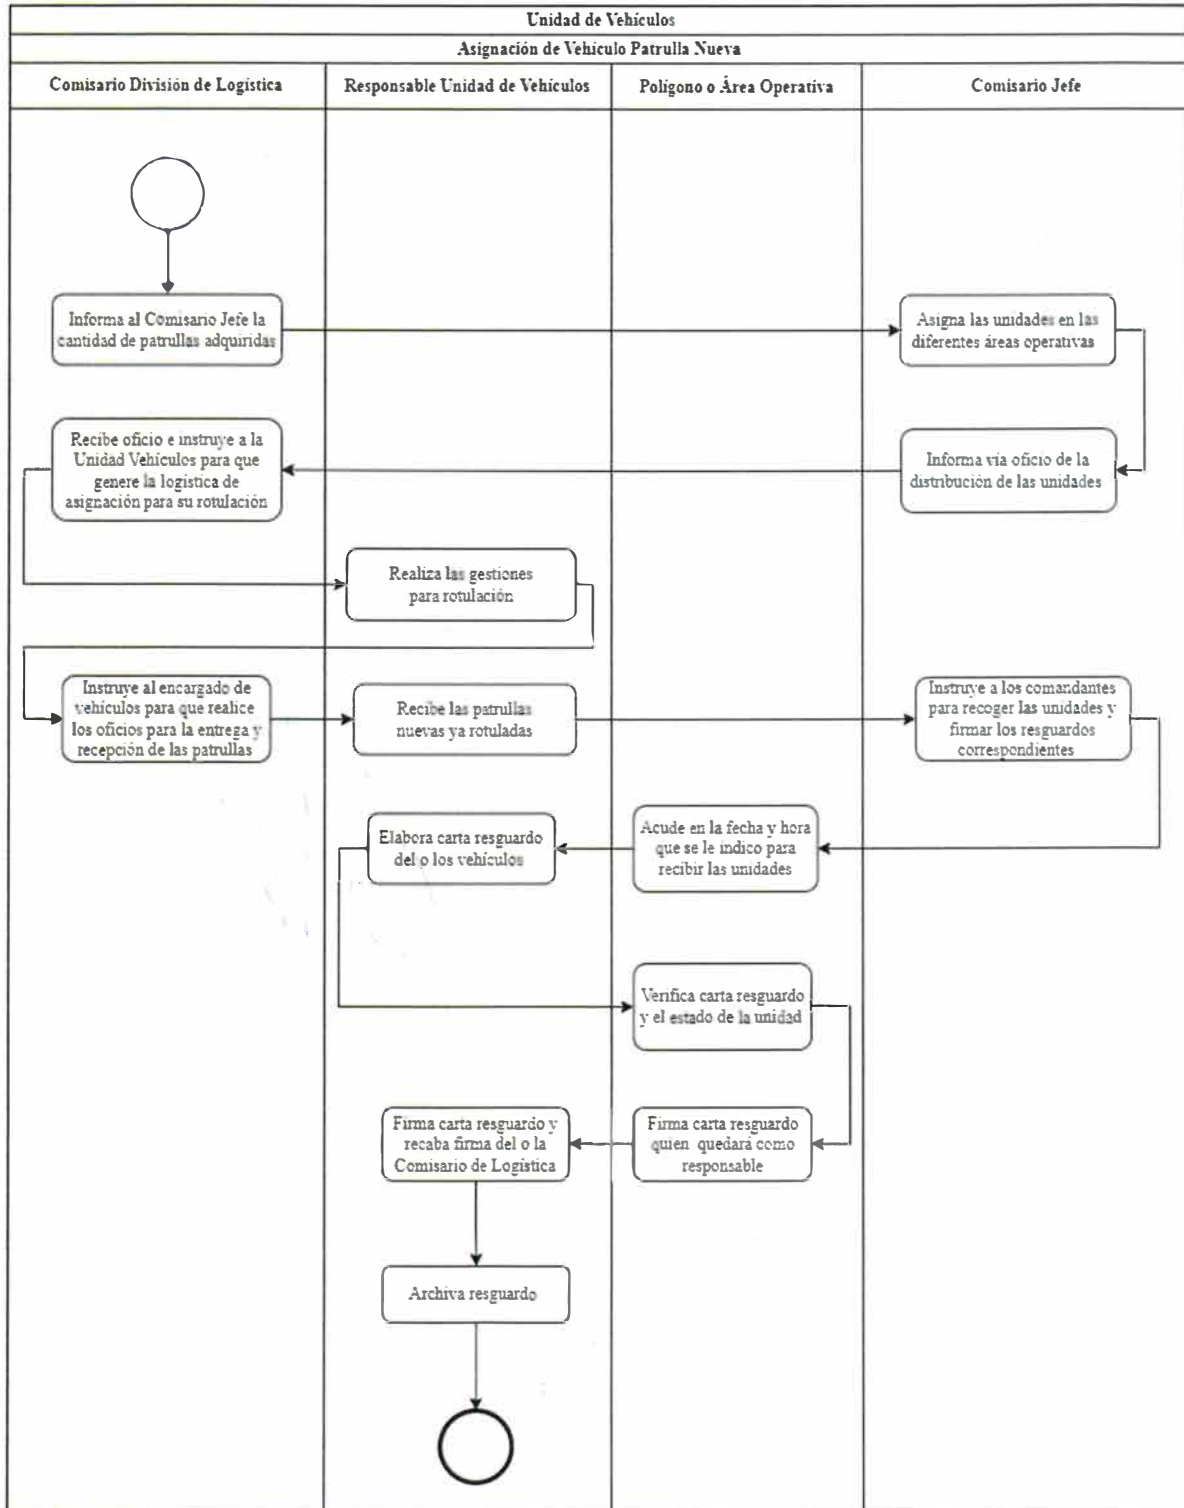 Unidad de Vehículos
Asignación de Vehículo Patrulla Nueva
Comisario División de Logística
Responsable Unidad de Vehículos
Polígono o Área Operativa
Comisario Jefe
Informa al Comisario Jefe la
cantidad de patrullas adquiridas
Asigna las unidades en las
diferentes áreas operativas
Recibe oficio e instruye a la
Unidad Vehículos para que
genere la logística de
asignación para su rotulación
Informa vía oficio de la
distribución de las unidades
Realiza las gestiones
para rotulación
Instruye al encargado de
vehículos para que realice
los oficios para la entrega y
recepción de las patrullas
Recibe las patrullas
nuevas ya rotuladas
Instruye a los comandantes
para recoger las unidades y
firmar los resguardos
correspondientes
Elabora carta resguardo
del o los vehículos
Acude en la fecha y hora
que se le indico para
recibir las unidades
Verifica carta resguardo
y el estado de la unidad
Firma carta resguardo y
recaba firma del o la
Comisario de Logística
Firma carta resguardo
quien quedará como
responsable
Archiva resguardo